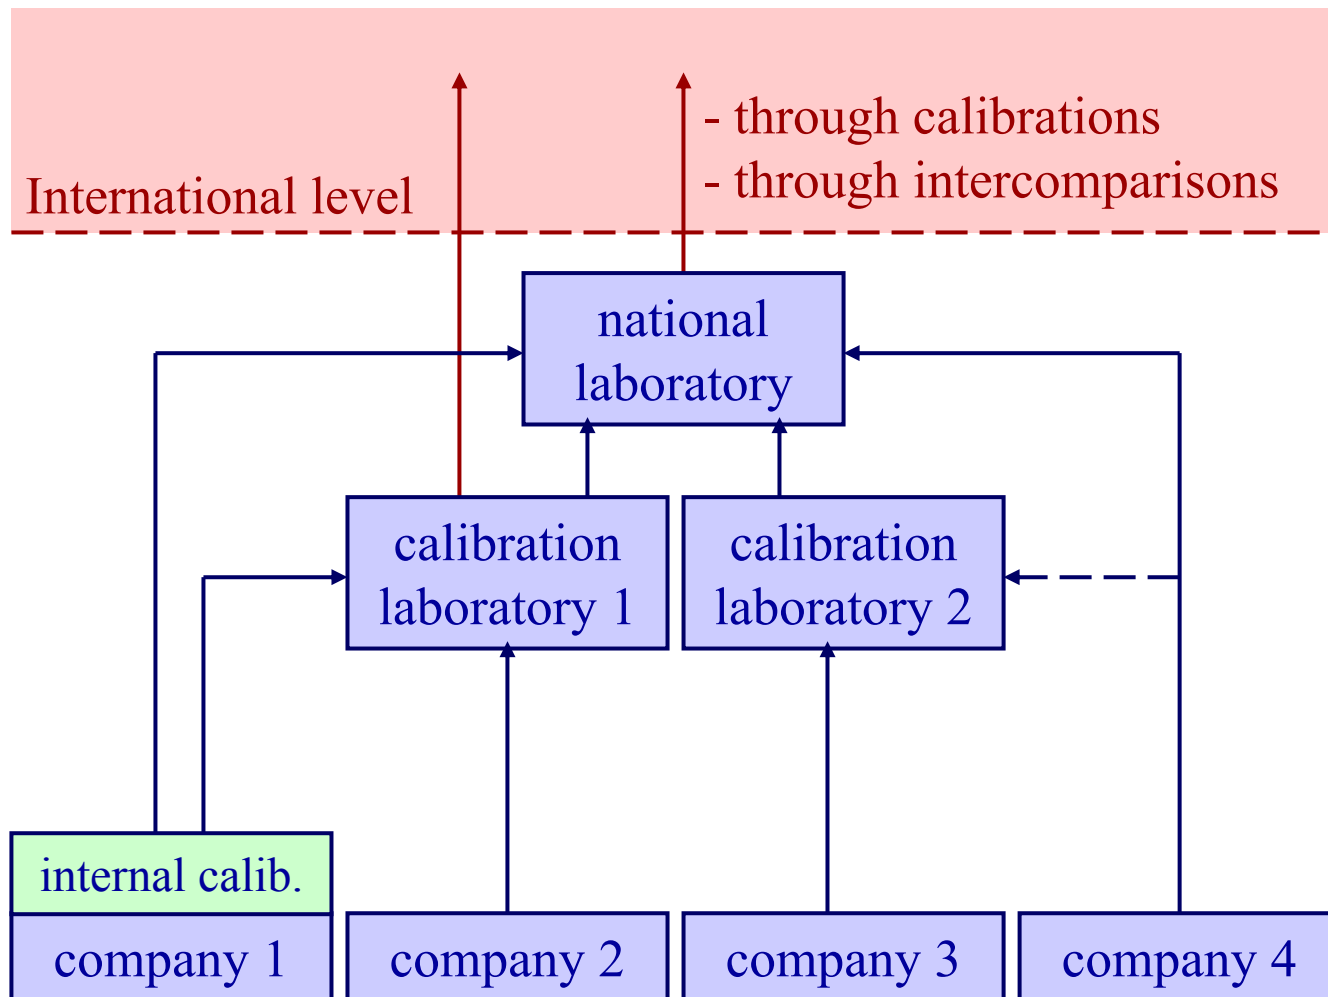 - through calibrations
- through intercomparisons
International level
national
laboratory
calibration
laboratory 1
calibration
laboratory 2
internal calib.
company 1
company 2
company 3
company 4